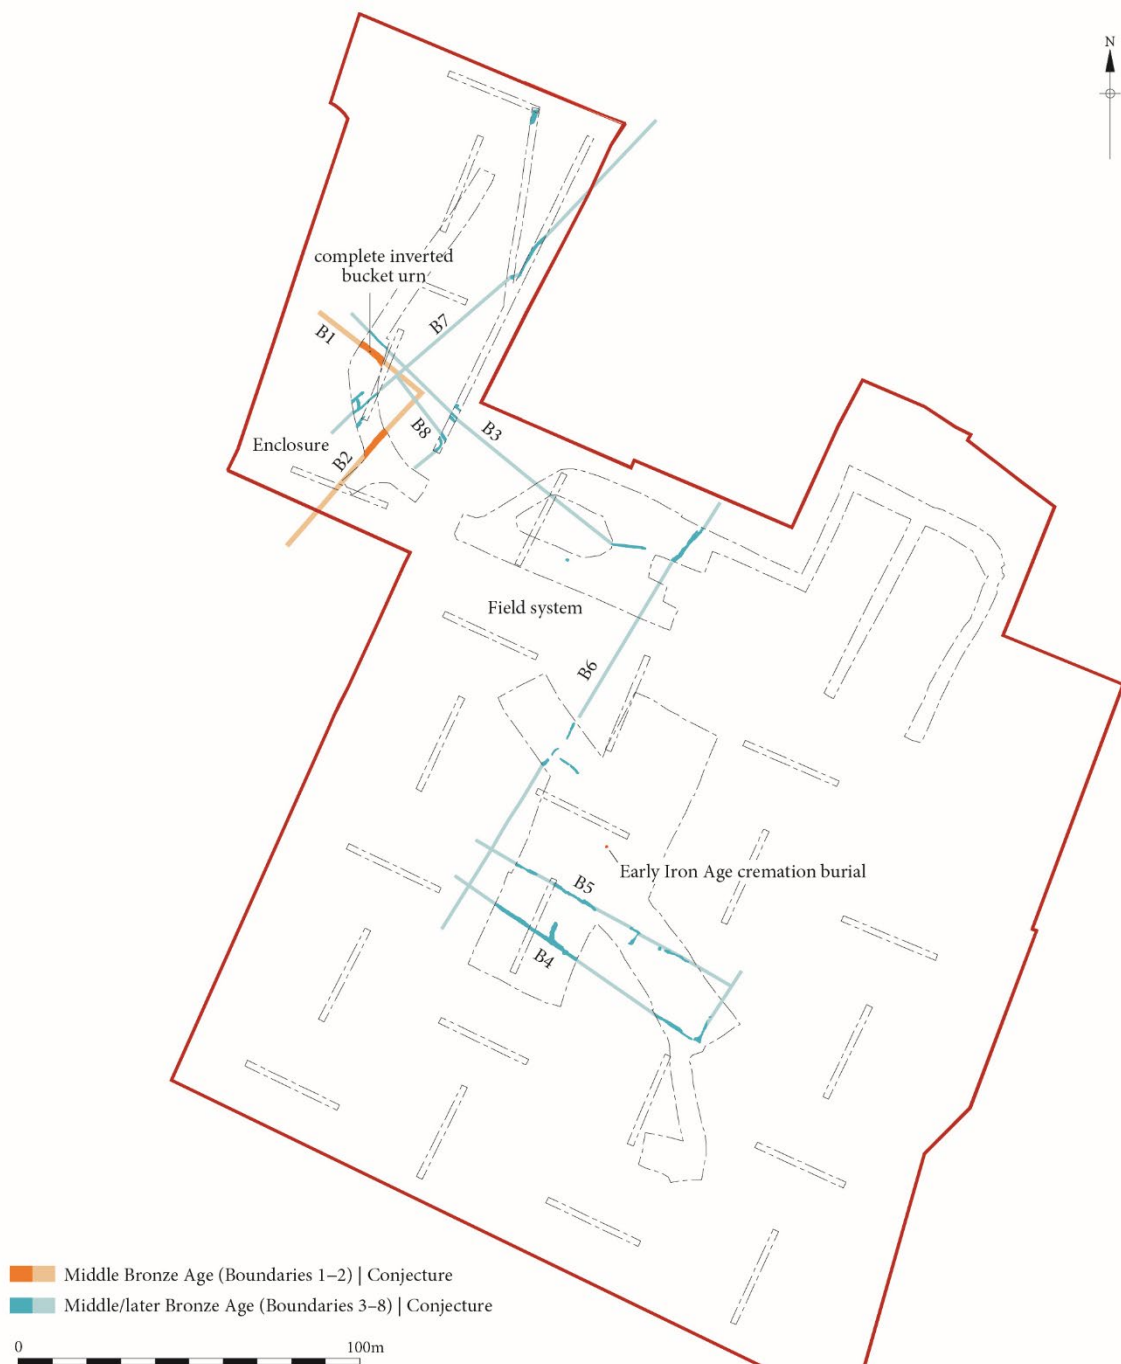 N
complete inverted
bucket urn
B7
B1
B3
B8
Enclosure
B2
Field system
B6
Early Iron Age cremation burial
B5
B4
Middle Bronze Age (Boundaries 1–2) | Conjecture
Middle/later Bronze Age (Boundaries 3–8) | Conjecture
0 100m